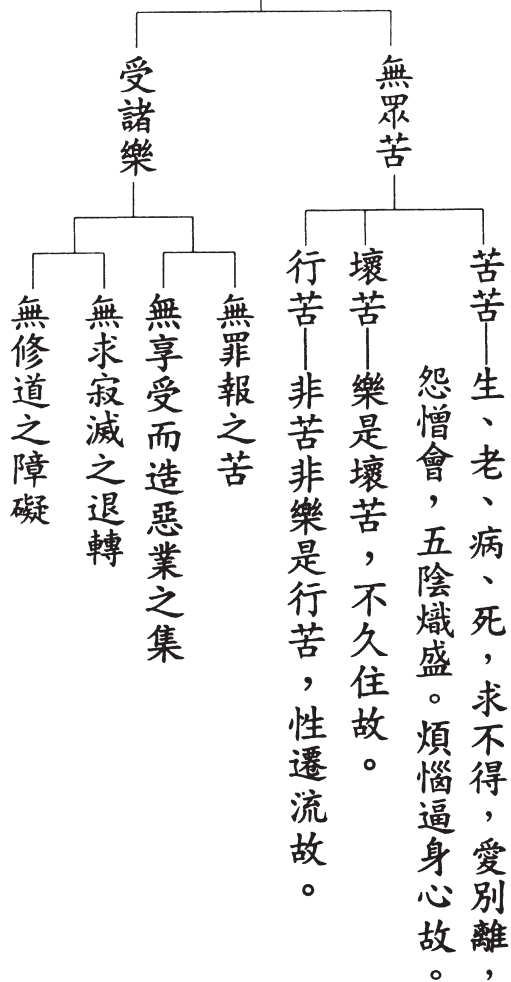 無眾苦
苦苦—生、老、病、死，求不得，愛別離，
怨憎會，五陰熾盛。煩惱逼身心故。
壞苦—樂是壞苦，不久住故。
行苦—非苦非樂是行苦，性遷流故。
受諸樂
無罪報之苦
無享受而造惡業之集
無求寂滅之退轉
無修道之障礙